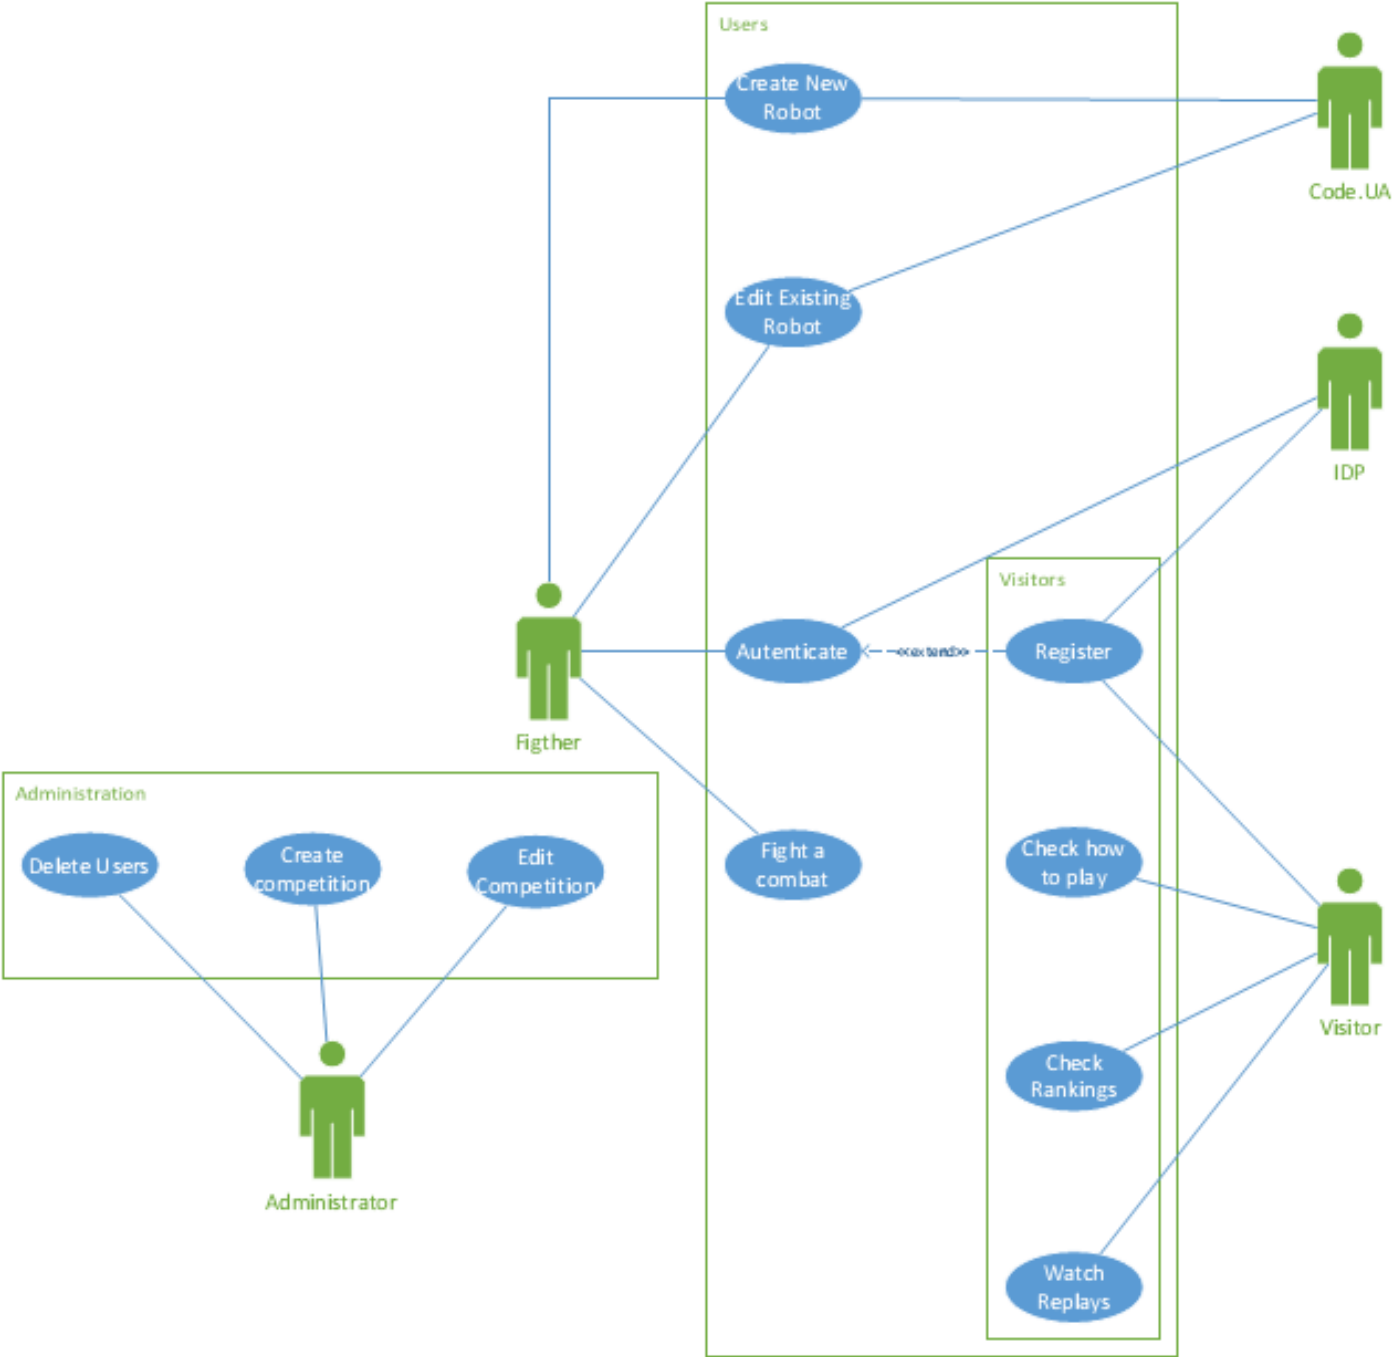 Users
Create New
Robot
Code.UA
Edit Existing
Robot
IDP
Visitors
Autenticate
<<extend>>
Register
Figther
Administration
Delete Users
Create
competition
Edit
Competition
Fight a
combat
Check how
to play
Visitor
Check
Rankings
Administrator
Watch
Replays